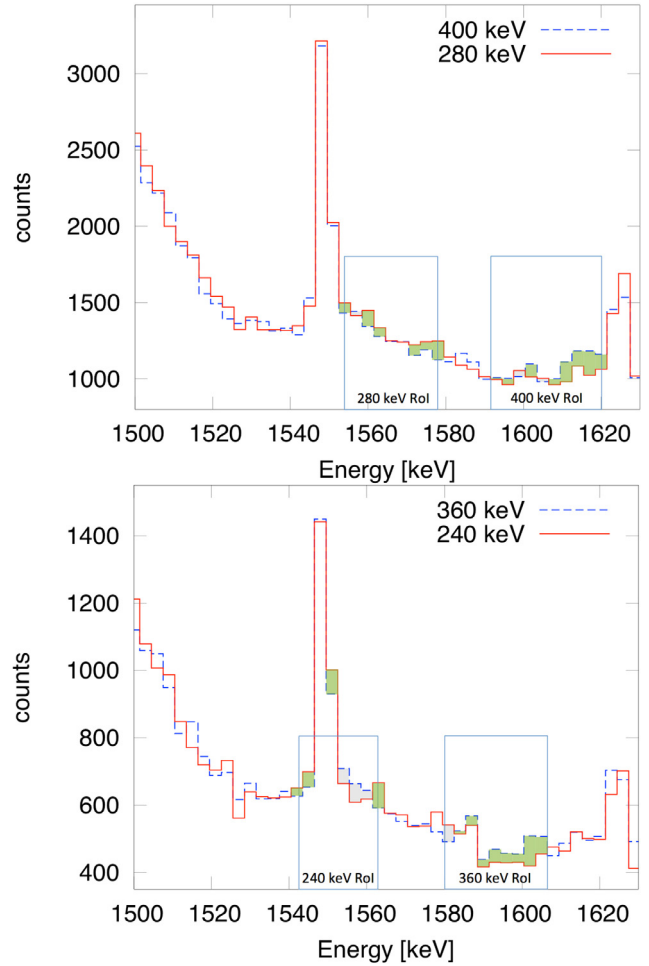 400 keV
280 keV
3000
2500
2000
1500
1000
counts
280 keV RoI
400 keV RoI
1500 1520 1540 1560 1580 1600 1620
Energy [keV]
360 keV
240 keV
1400
1200
1000
800
600
400
counts
240 keV RoI
360 keV RoI
1500 1520 1540 1560 1580 1600 1620
Energy [keV]